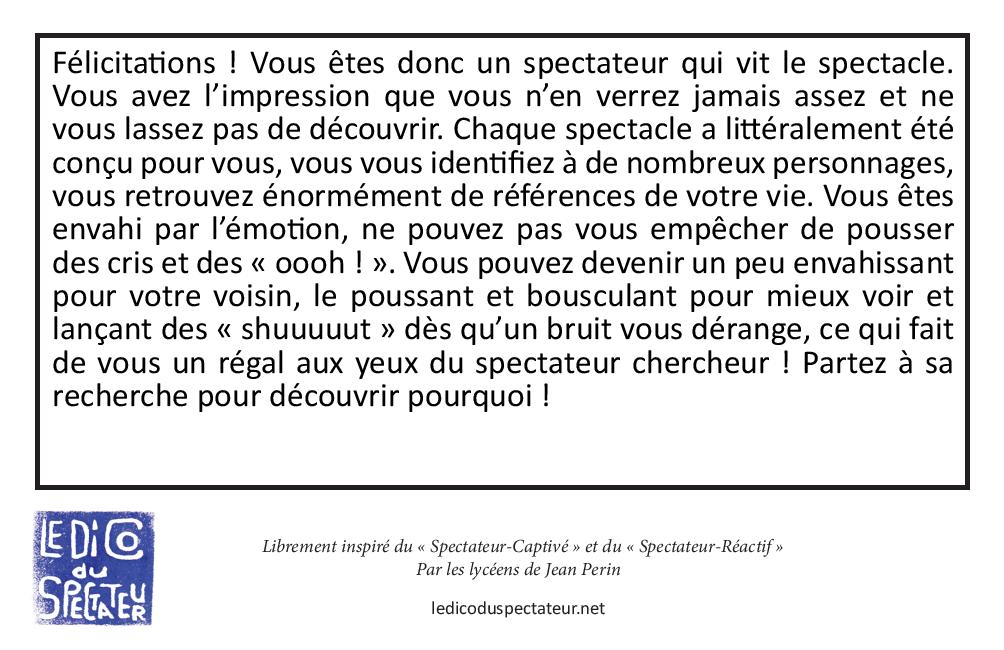 Félicitations ! Vous êtes donc un spectateur qui vit le spectacle.
Vous avez l’impression que vous n’en verrez jamais assez et ne
vous lassez pas de découvrir. Chaque spectacle a littéralement été
conçu pour vous, vous vous identifiez à de nombreux personnages,
vous retrouvez énormément de références de votre vie. Vous êtes
envahi par l’émotion, ne pouvez pas vous empêcher de pousser
des cris et des « oooh ! ». Vous pouvez devenir un peu envahissant
pour votre voisin, le poussant et bousculant pour mieux voir et
lançant des « shuuuuut » dès qu’un bruit vous dérange, ce qui fait
de vous un régal aux yeux du spectateur chercheur ! Partez à sa
recherche pour découvrir pourquoi !
LE DiCO
du
SPECTATEUR
Librement inspiré du « Spectateur-Captivé » et du « Spectateur-Réactif »
Par les lycéens de Jean Perin
ledicoduspectateur.net